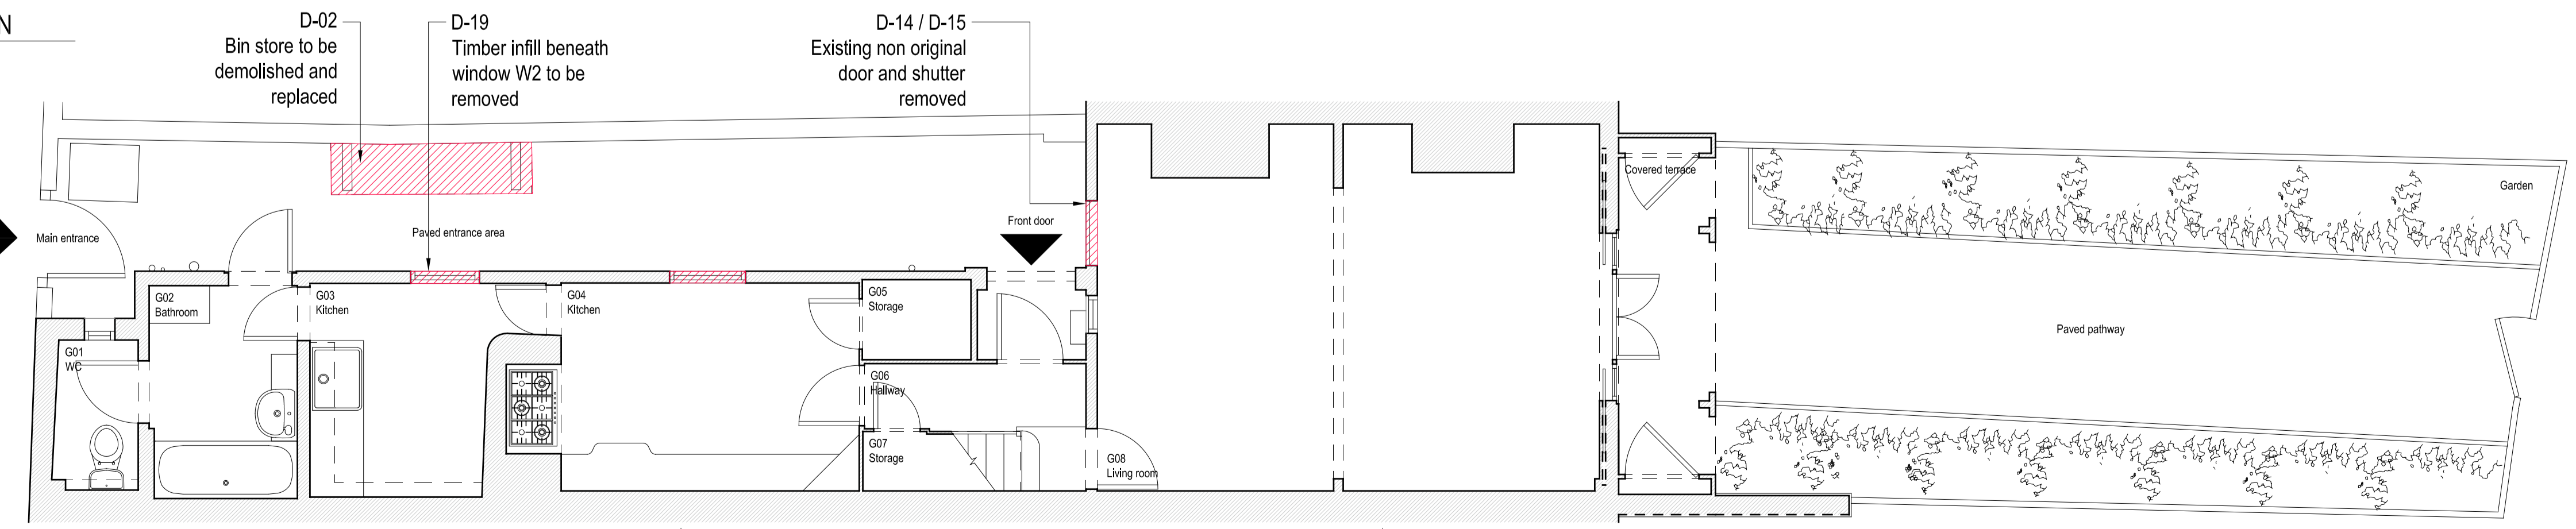 N
D-02
Bin store to be
demolished and
replaced
D-19
Timber infill beneath
window W2 to be
removed
D-14 / D-15
Existing non original
door and shutter
removed
Main entrance
Paved entrance area
Front door
Covered terrace
Garden
Paved pathway
G01
WC
G02
Bathroom
G03
Kitchen
G04
Kitchen
G05
Storage
G06
Hallway
G07
Storage
G08
Living room